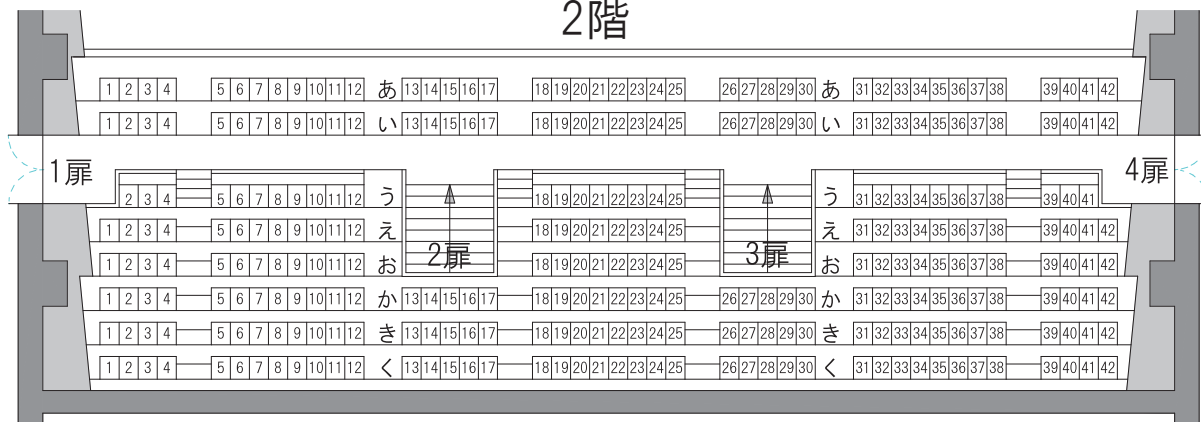 2階
1 2 3 4 5 6 7 8 9 10 11 12 あ 13 14 15 16 17 18 19 20 21 22 23 24 25 26 27 28 29 30 あ 31 32 33 34 35 36 37 38 39 40 41 42
1 2 3 4 5 6 7 8 9 10 11 12 い 13 14 15 16 17 18 19 20 21 22 23 24 25 26 27 28 29 30 い 31 32 33 34 35 36 37 38 39 40 41 42
1扉 4扉
2 3 4 5 6 7 8 9 10 11 12 う 18 19 20 21 22 23 24 25 う 31 32 33 34 35 36 37 38 39 40 41
1 2 3 4 5 6 7 8 9 10 11 12 え 18 19 20 21 22 23 24 25 え 31 32 33 34 35 36 37 38 39 40 41 42
2扉 3扉
1 2 3 4 5 6 7 8 9 10 11 12 お 18 19 20 21 22 23 24 25 お 31 32 33 34 35 36 37 38 39 40 41 42
1 2 3 4 5 6 7 8 9 10 11 12 か 13 14 15 16 17 18 19 20 21 22 23 24 25 26 27 28 29 30 か 31 32 33 34 35 36 37 38 39 40 41 42
1 2 3 4 5 6 7 8 9 10 11 12 き 13 14 15 16 17 18 19 20 21 22 23 24 25 26 27 28 29 30 き 31 32 33 34 35 36 37 38 39 40 41 42
1 2 3 4 5 6 7 8 9 10 11 12 く 13 14 15 16 17 18 19 20 21 22 23 24 25 26 27 28 29 30 く 31 32 33 34 35 36 37 38 39 40 41 42